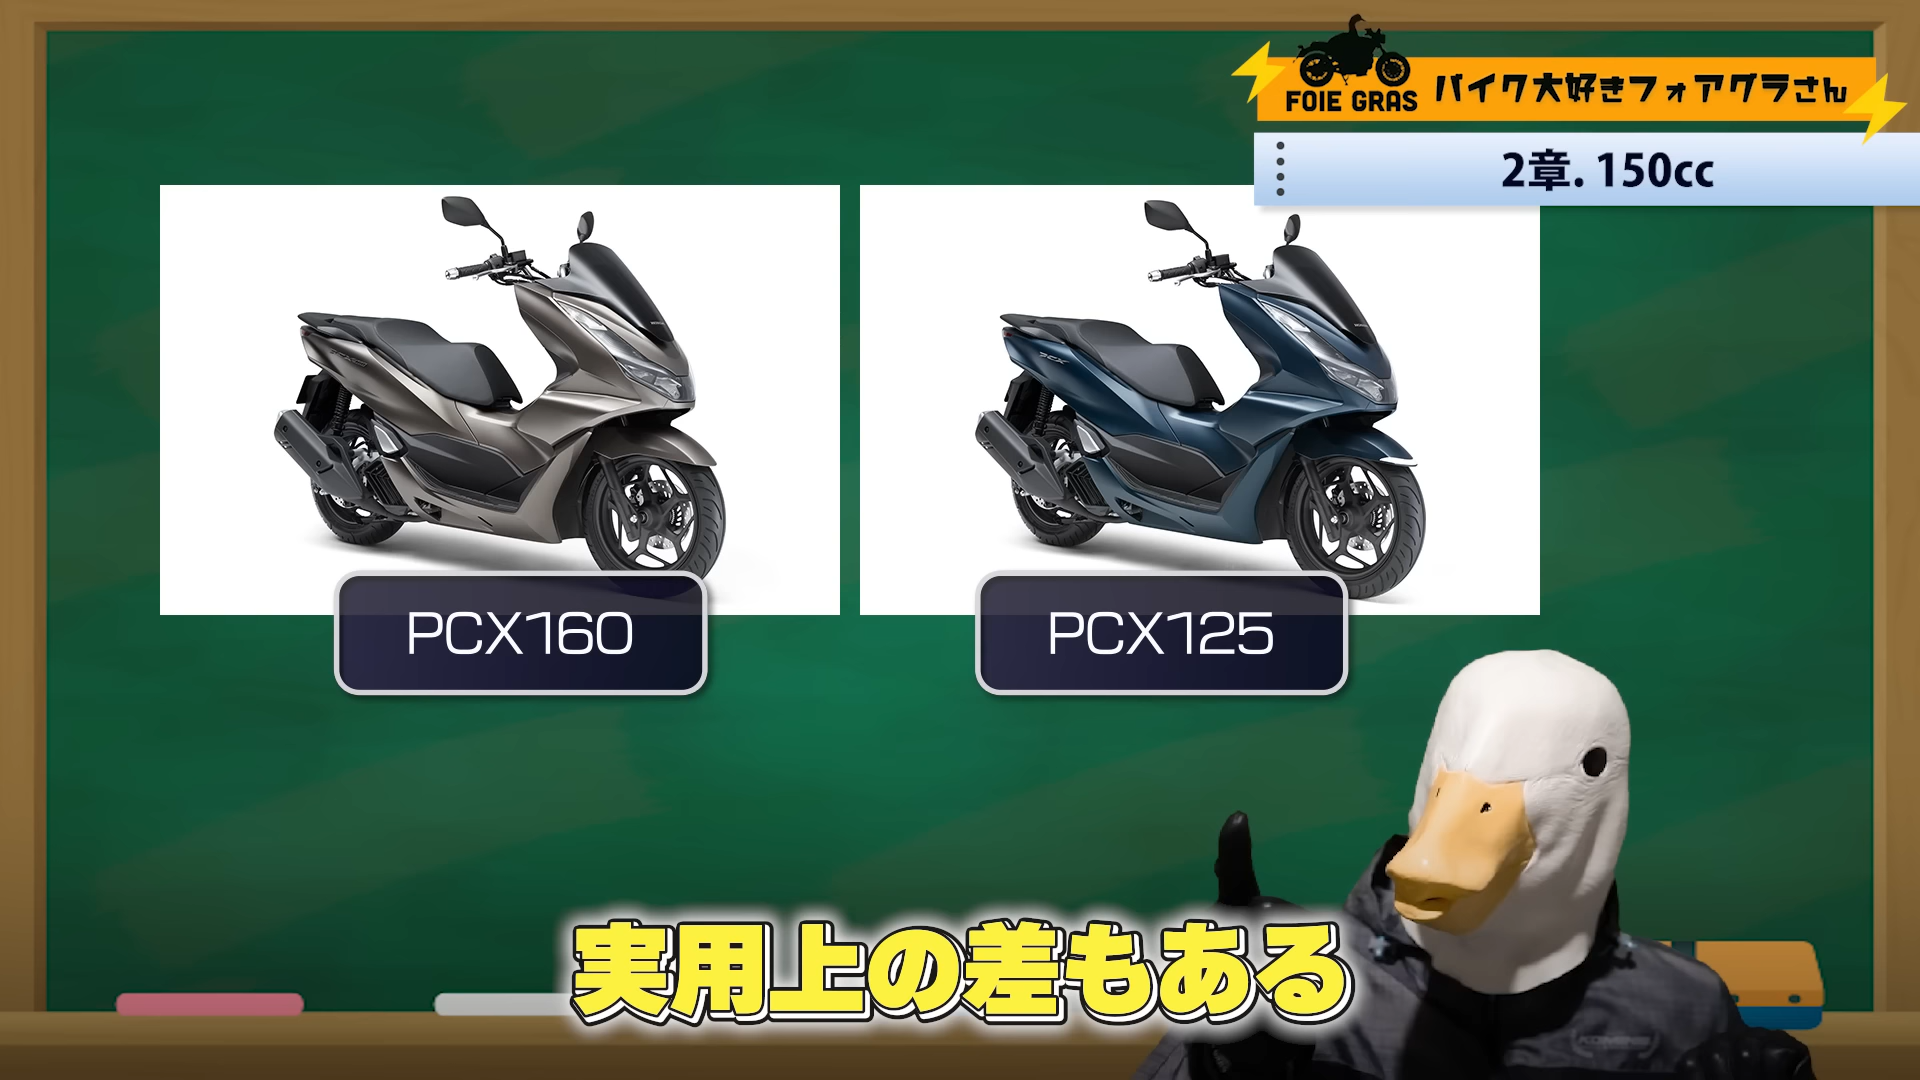 FOIE GRAS
バイク大好きフォアグラさん
2章. 150cc
PCX160
PCX125
実用上の差もある
KOMINE